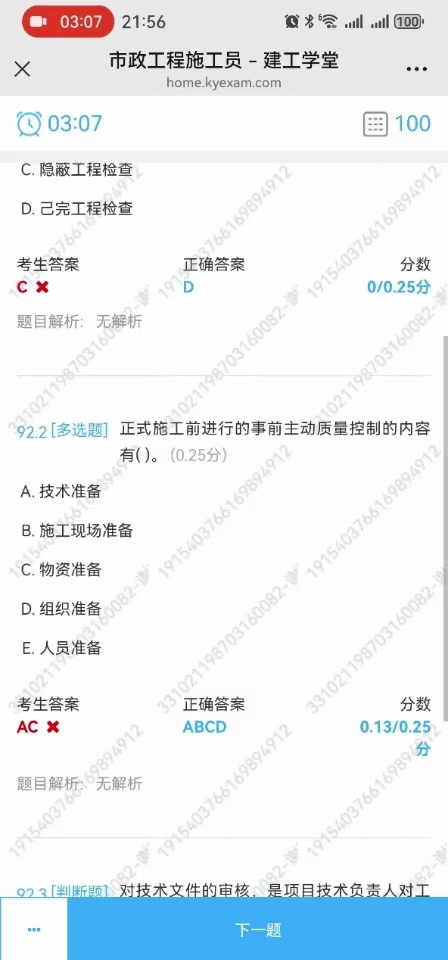 03:07 21:56 100
市政工程施工员 – 建工学堂
home.kyexam.com
03:07 100
C. 隐蔽工程检查
D. 己完工程检查
考生答案 正确答案 分数
C ✖ D 0/0.25分
题目解析: 无解析
92.2 [多选题] 正式施工前进行的事前主动质量控制的内容
有( )。 (0.25分)
A. 技术准备
B. 施工现场准备
C. 物资准备
D. 组织准备
E. 人员准备
考生答案 正确答案 分数
AC ✖ ABCD 0.13/0.25
分
题目解析: 无解析
92.3 [判断题] 对技术文件的审核，是项目技术负责人对工
下一题